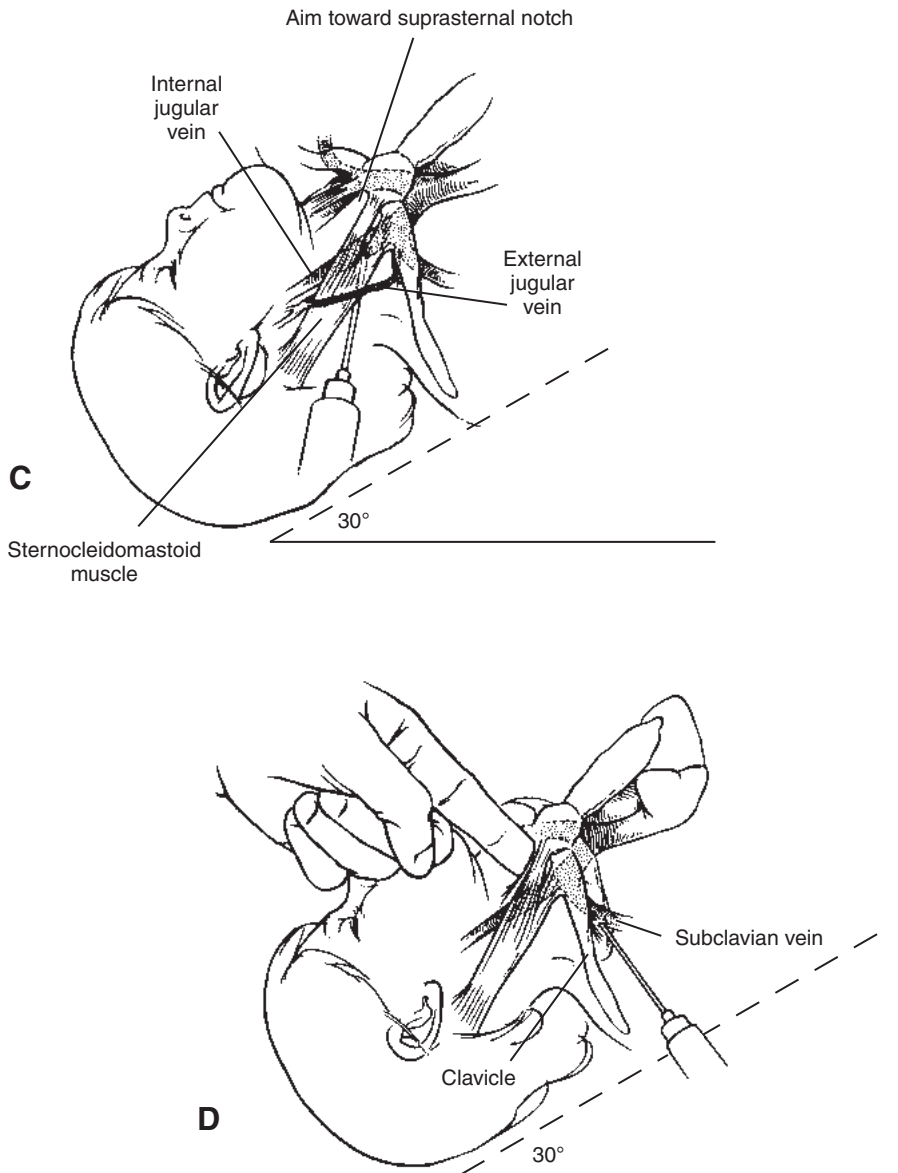 Aim toward suprasternal notch
Internal
jugular
vein
External
jugular
vein
C
30°
Sternocleidomastoid
muscle
Subclavian vein
Clavicle
D
30°